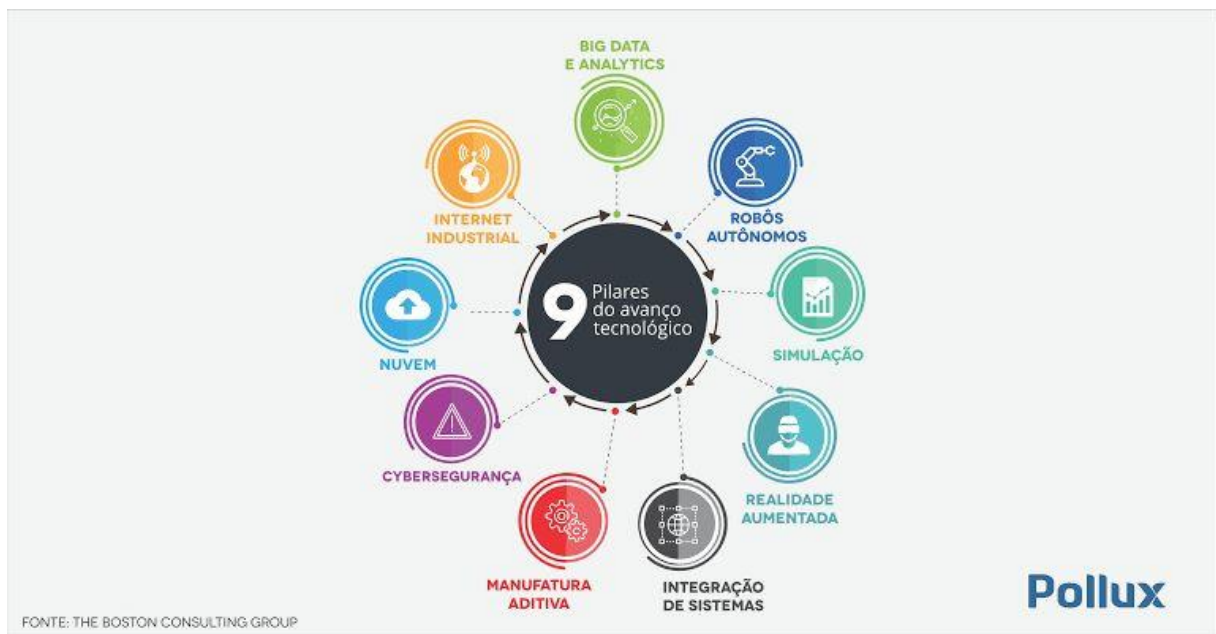 BIG DATA
E ANALYTICS
ROBÔS
AUTÔNOMOS
SIMULAÇÃO
REALIDADE
AUMENTADA
INTEGRAÇÃO
DE SISTEMAS
MANUFATURA
ADITIVA
CYBERSEGURANÇA
NUVEM
INTERNET
INDUSTRIAL
9 Pilares
do avanço
tecnológico
Pollux
FONTE: THE BOSTON CONSULTING GROUP